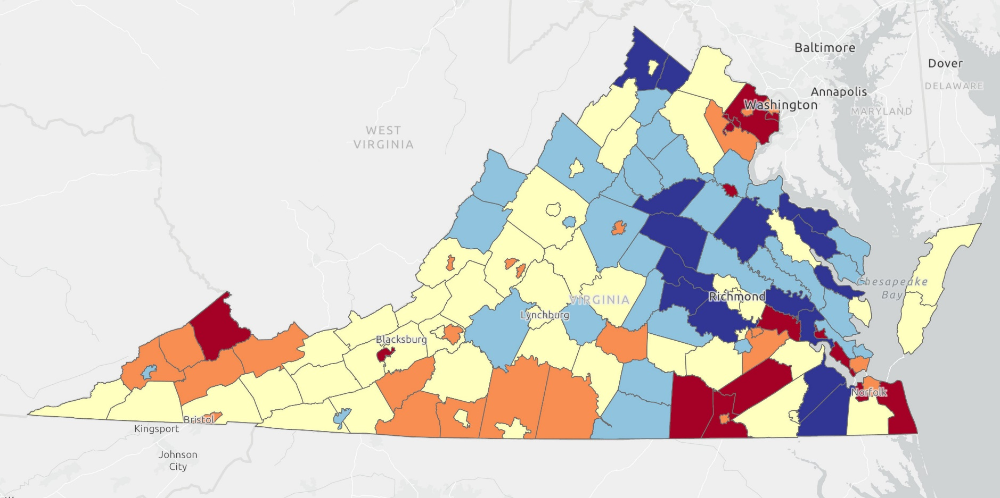 Baltimore
Dover
Annapolis
DELAWARE
Washington
MARYLAND
WEST
VIRGINIA
Chesapeake
Bay
Richmond
VIRGINIA
Lynchburg
Blacksburg
Norfolk
Bristol
Kingsport
Johnson
City